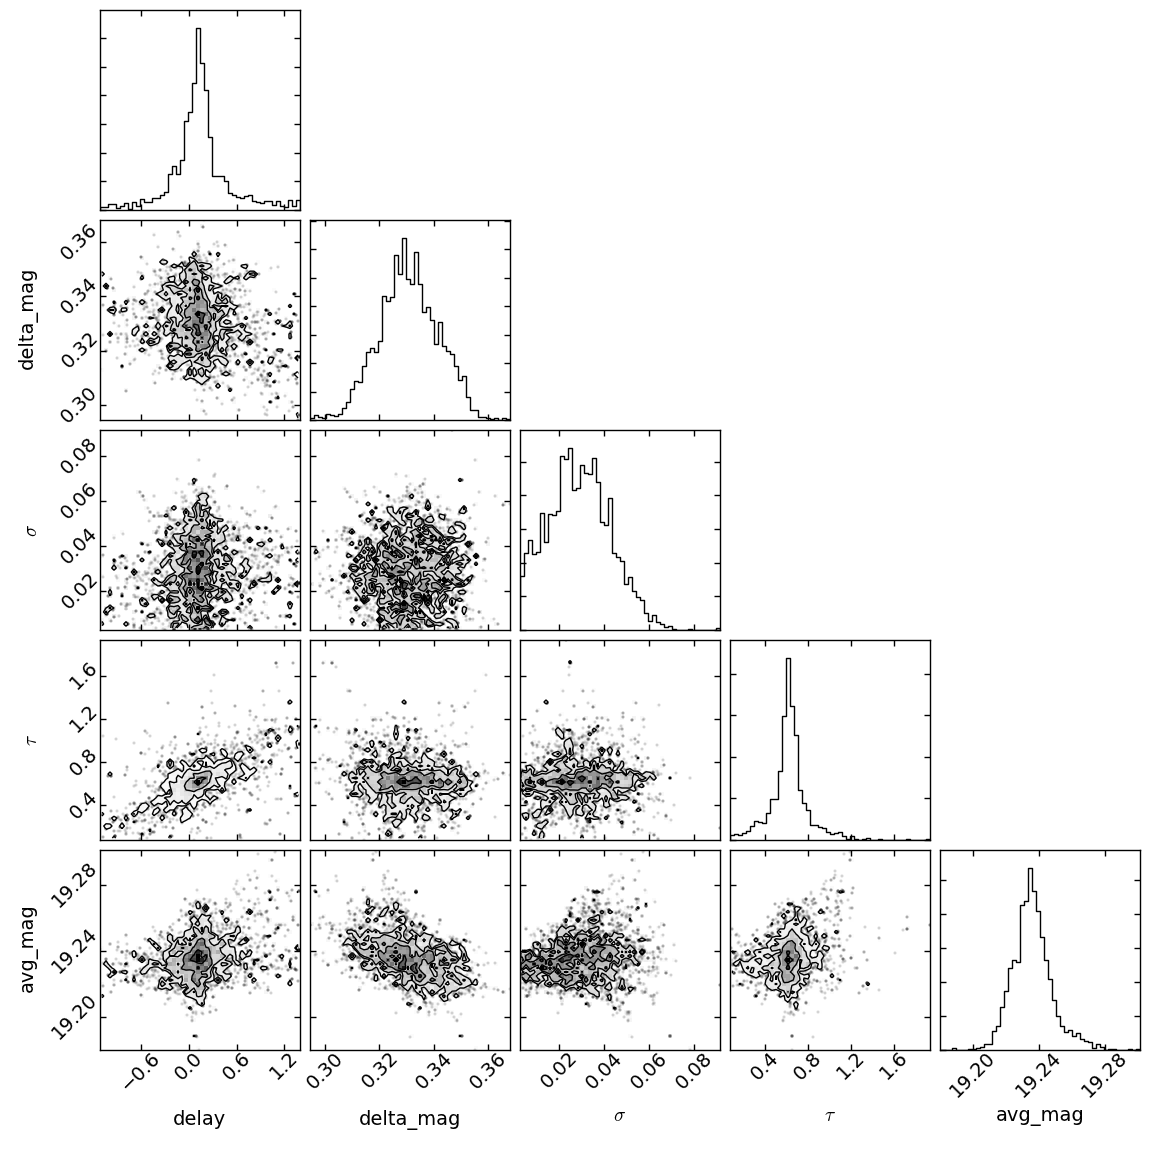 delta_mag
0.36
0.34
0.32
0.30
σ
0.08
0.06
0.04
0.02
τ
1.6
1.2
0.8
0.4
avg_mag
19.28
19.24
19.20
−0.6 0.0 0.6 1.2
0.30 0.32 0.34 0.36
0.02 0.04 0.06 0.08
0.4 0.8 1.2 1.6
19.20 19.24 19.28
delay delta_mag σ τ avg_mag